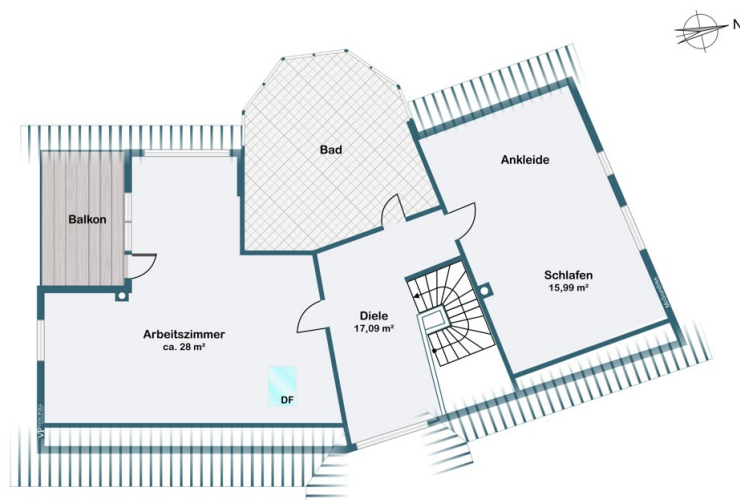 N
Bad
Ankleide
Balkon
Schlafen
15,99 m²
Diele
17,09 m²
Arbeitszimmer
ca. 28 m²
DF